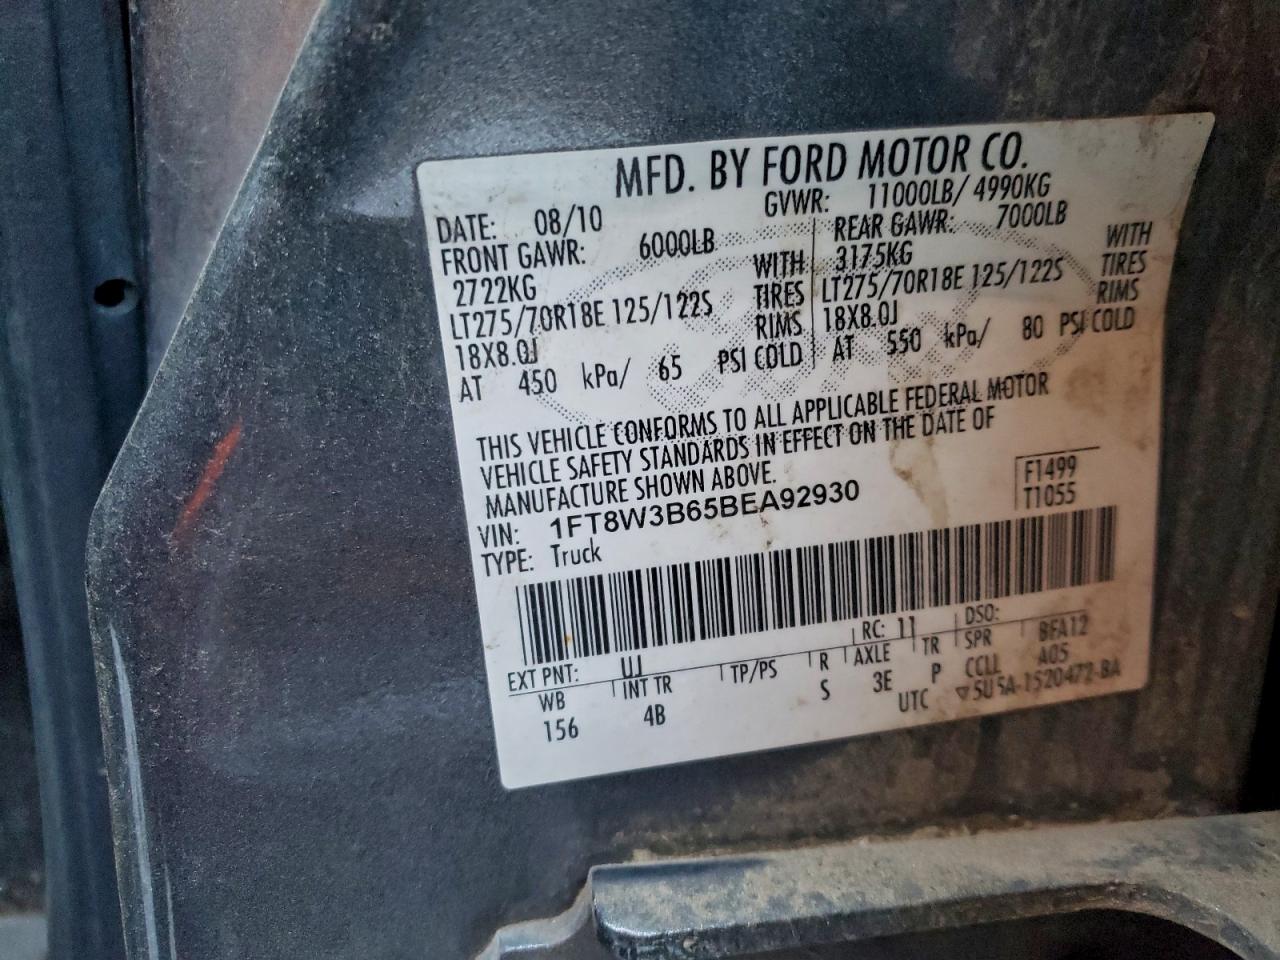 MFD. BY FORD MOTOR CO.
DATE: 08/10 GVWR: 11000LB/ 4990KG
FRONT GAWR: 6000LB REAR GAWR: 7000LB
2722KG WITH 3175KG WITH
LT275/70R18E 125/122S TIRES LT275/70R18E 125/122S TIRES
18X8.0J RIMS 18X8.0J RIMS
AT 450 kPa/ 65 PSI COLD AT 550 kPa/ 80 PSI COLD
THIS VEHICLE CONFORMS TO ALL APPLICABLE FEDERAL MOTOR
VEHICLE SAFETY STANDARDS IN EFFECT ON THE DATE OF
MANUFACTURE SHOWN ABOVE.
F1499
T1055
VIN: 1FT8W3B65BEA92930
TYPE: Truck
EXT PNT: UJ RC: 11 DSO:
WB INT TR TP/PS R AXLE TR SPR BFA12
156 4B S 3E P CCLL A05
UTC ▽5U5A-1520472-BA